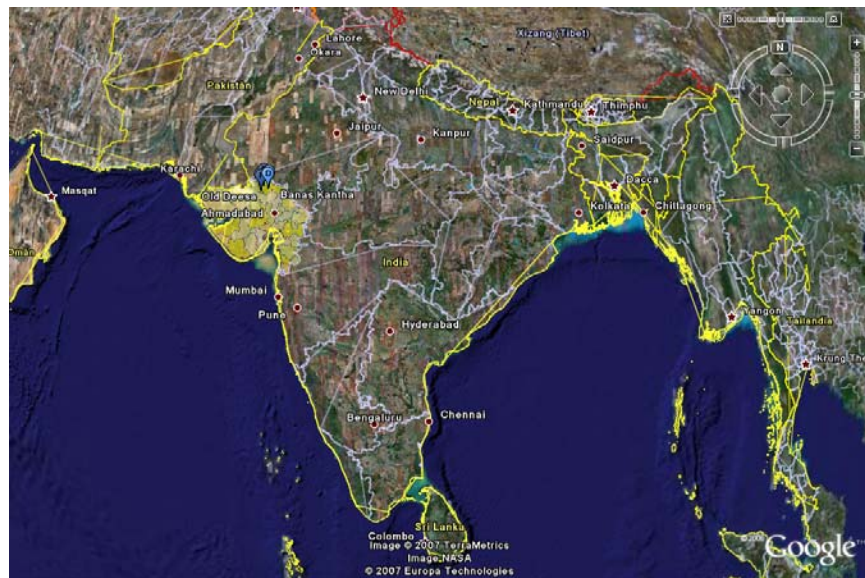 Lahore
Okara
Xizang (Tibet)
N
Pakistan
New Delhi
Nepal
Kathmandu
Thimphu
Jaipur
Kanpur
Saidpur
Karachi
Masqat
Old Deesa
Banas Kantha
Dacca
Ahmadabad
Kolkata
Chittagong
Oman
India
Mumbai
Pune
Hyderabad
Yangon
Tailandia
Krung The
Bengaluru
Chennai
Sri Lanka
Colombo
Image © 2007 TerraMetrics
Image NASA
© 2007 Europa Technologies
Google